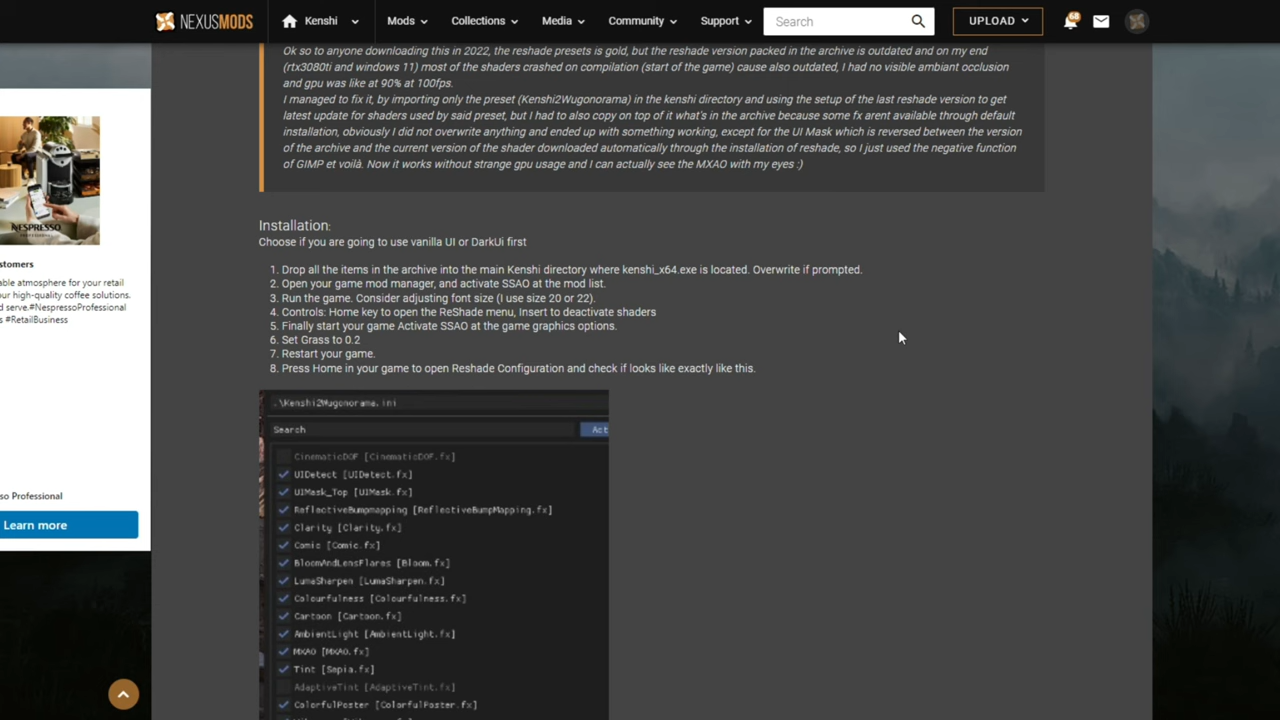 NEXUSMODS
Kenshi
Mods
Collections
Media
Community
Support
Search
UPLOAD
68
Ok so to anyone downloading this in 2022, the reshade presets is gold, but the reshade version packed in the archive is outdated and on my end
(rtx3080ti and windows 11) most of the shaders crashed on compilation (start of the game) cause also outdated, I had no visible ambiant occlusion
and gpu was like at 90% at 100fps.
I managed to fix it, by importing only the preset (Kenshi2Wugonorama) in the kenshi directory and using the setup of the last reshade version to get
latest update for shaders used by said preset, but I had to also copy on top of it what's in the archive because some fx arent available through default
installation, obviously I did not overwrite anything and ended up with something working, except for the UI Mask which is reversed between the version
of the archive and the current version of the shader downloaded automatically through the installation of reshade, so I just used the negative function
of GIMP et voilà. Now it works without strange gpu usage and I can actually see the MXAO with my eyes :)
NESPRESSO
stomers
able atmosphere for your retail
our high-quality coffee solutions.
d serve.#NespressoProfessional
s #RetailBusiness
so Professional
Learn more
Installation:
Choose if you are going to use vanilla UI or DarkUi first
1. Drop all the items in the archive into the main Kenshi directory where kenshi_x64.exe is located. Overwrite if prompted.
2. Open your game mod manager, and activate SSAO at the mod list.
3. Run the game. Consider adjusting font size (I use size 20 or 22).
4. Controls: Home key to open the ReShade menu, Insert to deactivate shaders
5. Finally start your game Activate SSAO at the game graphics options.
6. Set Grass to 0.2
7. Restart your game.
8. Press Home in your game to open Reshade Configuration and check if looks like exactly like this.
.\Kenshi2Wugonorama.ini
Search
Act
CinematicDOF [CinematicDOF.fx]
UIDetect [UIDetect.fx]
UIMask_Top [UIMask.fx]
ReflectiveBumpmapping [ReflectiveBumpMapping.fx]
Clarity [Clarity.fx]
Comic [Comic.fx]
BloomAndLensFlares [Bloom.fx]
LumaSharpen [LumaSharpen.fx]
Colourfulness [Colourfulness.fx]
Cartoon [Cartoon.fx]
AmbientLight [AmbientLight.fx]
MXAO [MXAO.fx]
Tint [Sepia.fx]
AdaptiveTint [AdaptiveTint.fx]
ColorfulPoster [ColorfulPoster.fx]